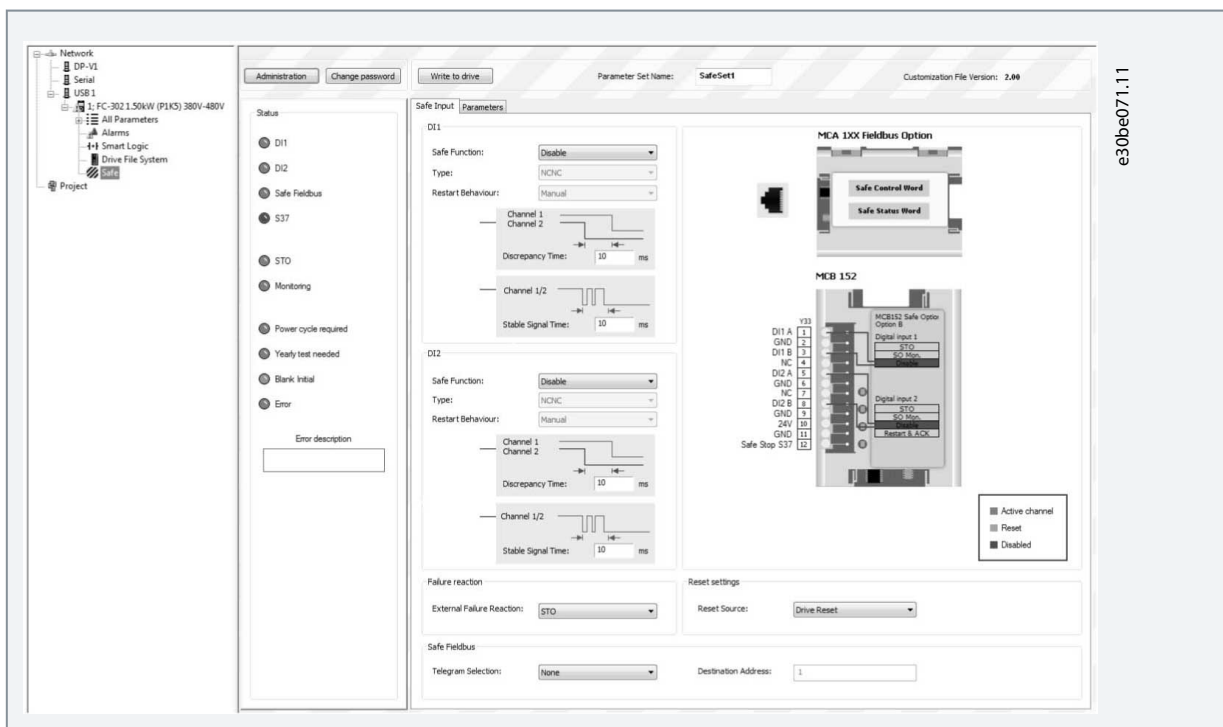 Network
DP-V1
Serial
USB 1
1; FC-302 1.50kW (P1K5) 380V-480V
All Parameters
Alarms
Smart Logic
Drive File System
Safe
Project
Administration
Change password
Write to drive
Parameter Set Name: SafeSet1
Customization File Version: 2.00
Status
DI1
DI2
Safe Fieldbus
S37
STO
Monitoring
Power cycle required
Yearly test needed
Blank Initial
Error
Error description
Safe Input
Parameters
DI1
Safe Function: Disable
Type: NCNC
Restart Behaviour: Manual
Channel 1
Channel 2
Discrepancy Time: 10 ms
Channel 1/2
Stable Signal Time: 10 ms
DI2
Safe Function: Disable
Type: NCNC
Restart Behaviour: Manual
Channel 1
Channel 2
Discrepancy Time: 10 ms
Channel 1/2
Stable Signal Time: 10 ms
MCA 1XX Fieldbus Option
Safe Control Word
Safe Status Word
MCB 152
Y33
DI1 A 1
GND 2
DI1 B 3
NC 4
DI2 A 5
GND 6
NC 7
DI2 B 8
GND 9
24V 10
GND 11
Safe Stop S37 12
MCB152 Safe Optio
Option B
Digital input 1
STO
SO Mon.
Disable
Digital input 2
STO
SO Mon.
Disable
Restart & ACK
Active channel
Reset
Disabled
Failure reaction
External Failure Reaction: STO
Reset settings
Reset Source: Drive Reset
Safe Fieldbus
Telegram Selection: None
Destination Address: 1
e30be071.11